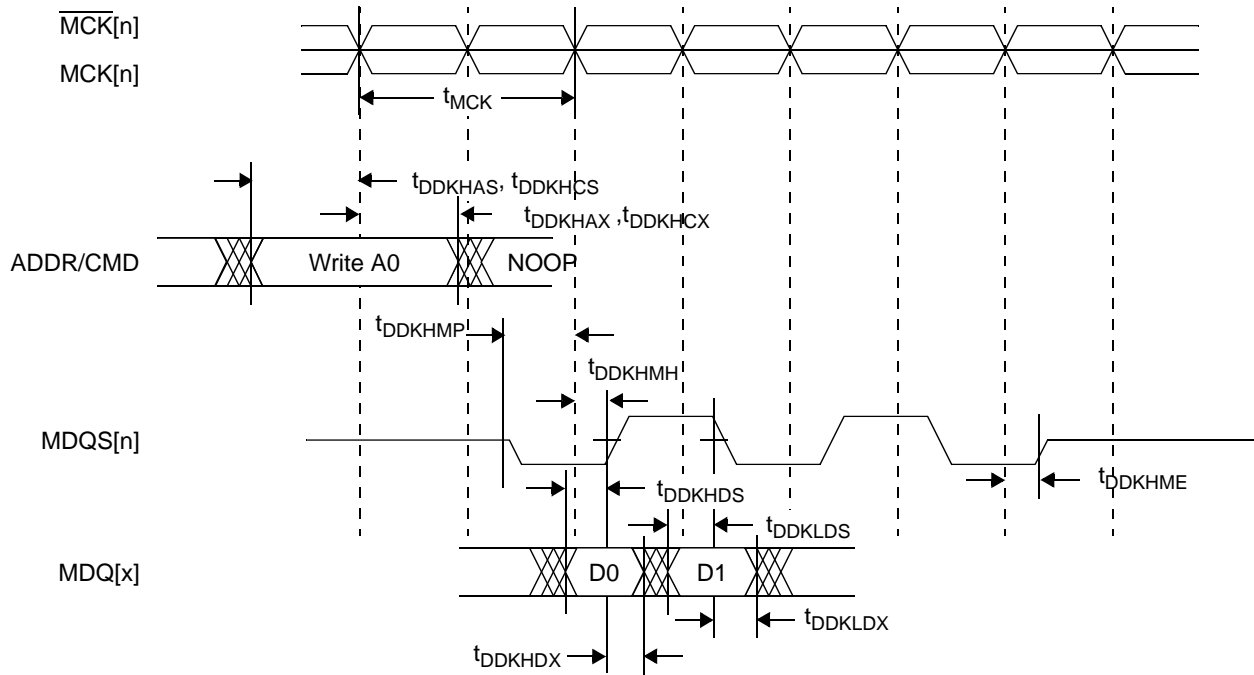 MCK[n]
MCK[n]
tMCK
tDDKHAS, tDDKHCS
tDDKHAX ,tDDKHCX
ADDR/CMD
Write A0
NOOP
tDDKHMP
tDDKHMH
MDQS[n]
tDDKHME
tDDKHDS
tDDKLDS
MDQ[x]
D0
D1
tDDKLDX
tDDKHDX